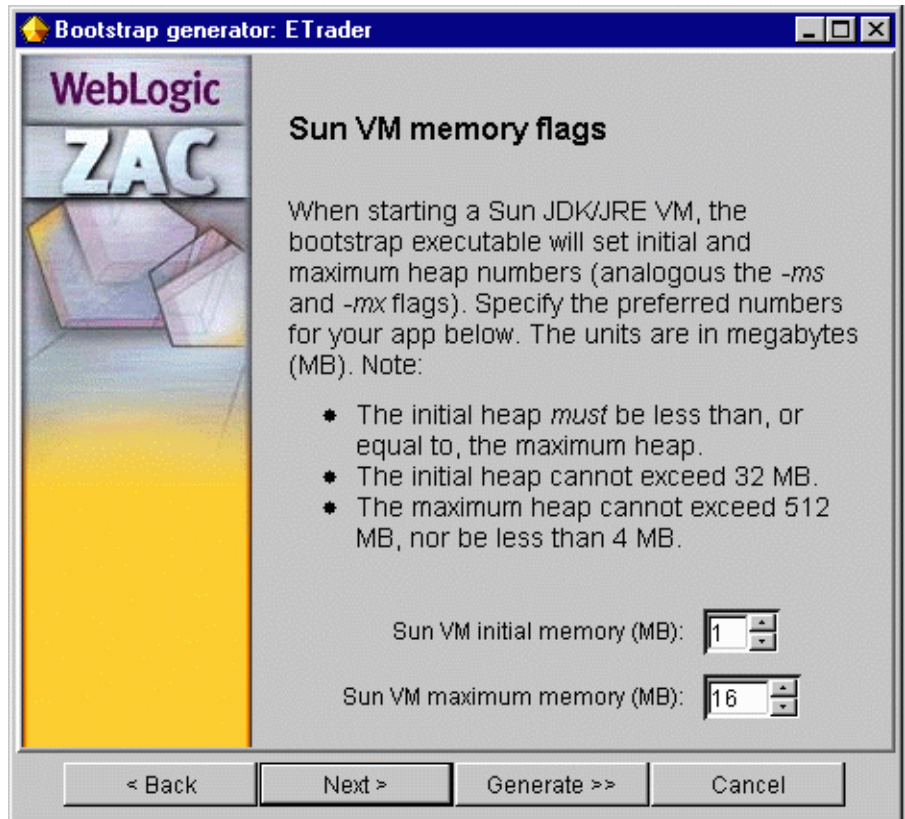 Bootstrap generator: ETrader
WebLogic
ZAC
Sun VM memory flags
When starting a Sun JDK/JRE VM, the
bootstrap executable will set initial and
maximum heap numbers (analogous the -ms
and -mx flags). Specify the preferred numbers
for your app below. The units are in megabytes
(MB). Note:
• The initial heap must be less than, or
equal to, the maximum heap.
• The initial heap cannot exceed 32 MB.
• The maximum heap cannot exceed 512
MB, nor be less than 4 MB.
Sun VM initial memory (MB): 1
Sun VM maximum memory (MB): 16
< Back Next > Generate >> Cancel